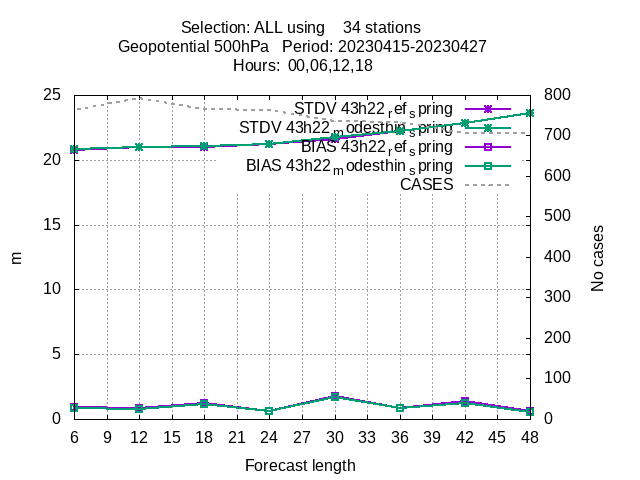 Selection: ALL using 34 stations
Geopotential 500hPa Period: 20230415-20230427
Hours: 00,06,12,18
25
20
15
10
5
0
m
STDV 43h22_ref_spring
STDV 43h22_modesthin_spring
BIAS 43h22_ref_spring
BIAS 43h22_modesthin_spring
CASES
800
700
600
500
400
300
200
100
0
No cases
6 9 12 15 18 21 24 27 30 33 36 39 42 45 48
Forecast length